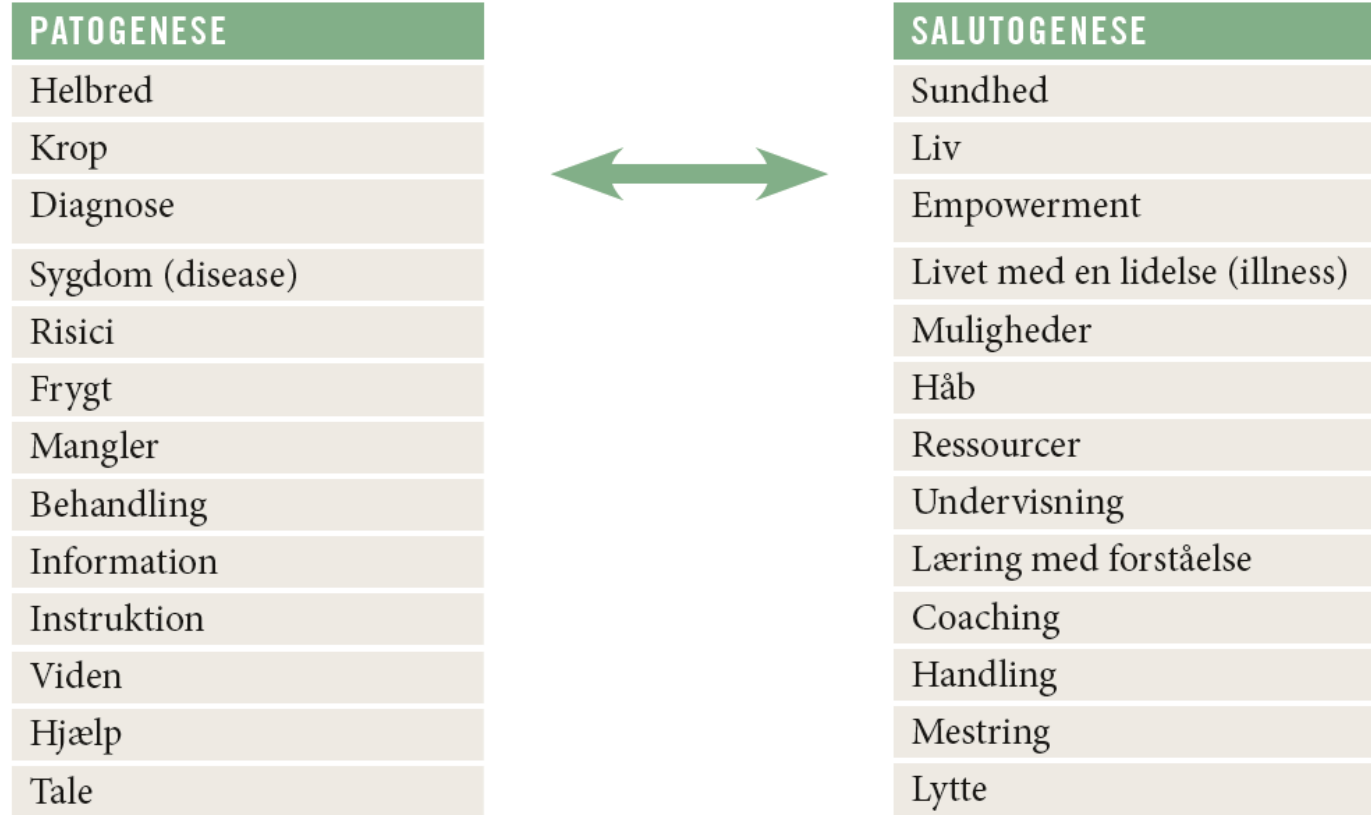 PATOGENESE
Helbred
Krop
Diagnose
Sygdom (disease)
Risici
Frygt
Mangler
Behandling
Information
Instruktion
Viden
Hjælp
Tale
SALUTOGENESE
Sundhed
Liv
Empowerment
Livet med en lidelse (illness)
Muligheder
Håb
Ressourcer
Undervisning
Læring med forståelse
Coaching
Handling
Mestring
Lytte